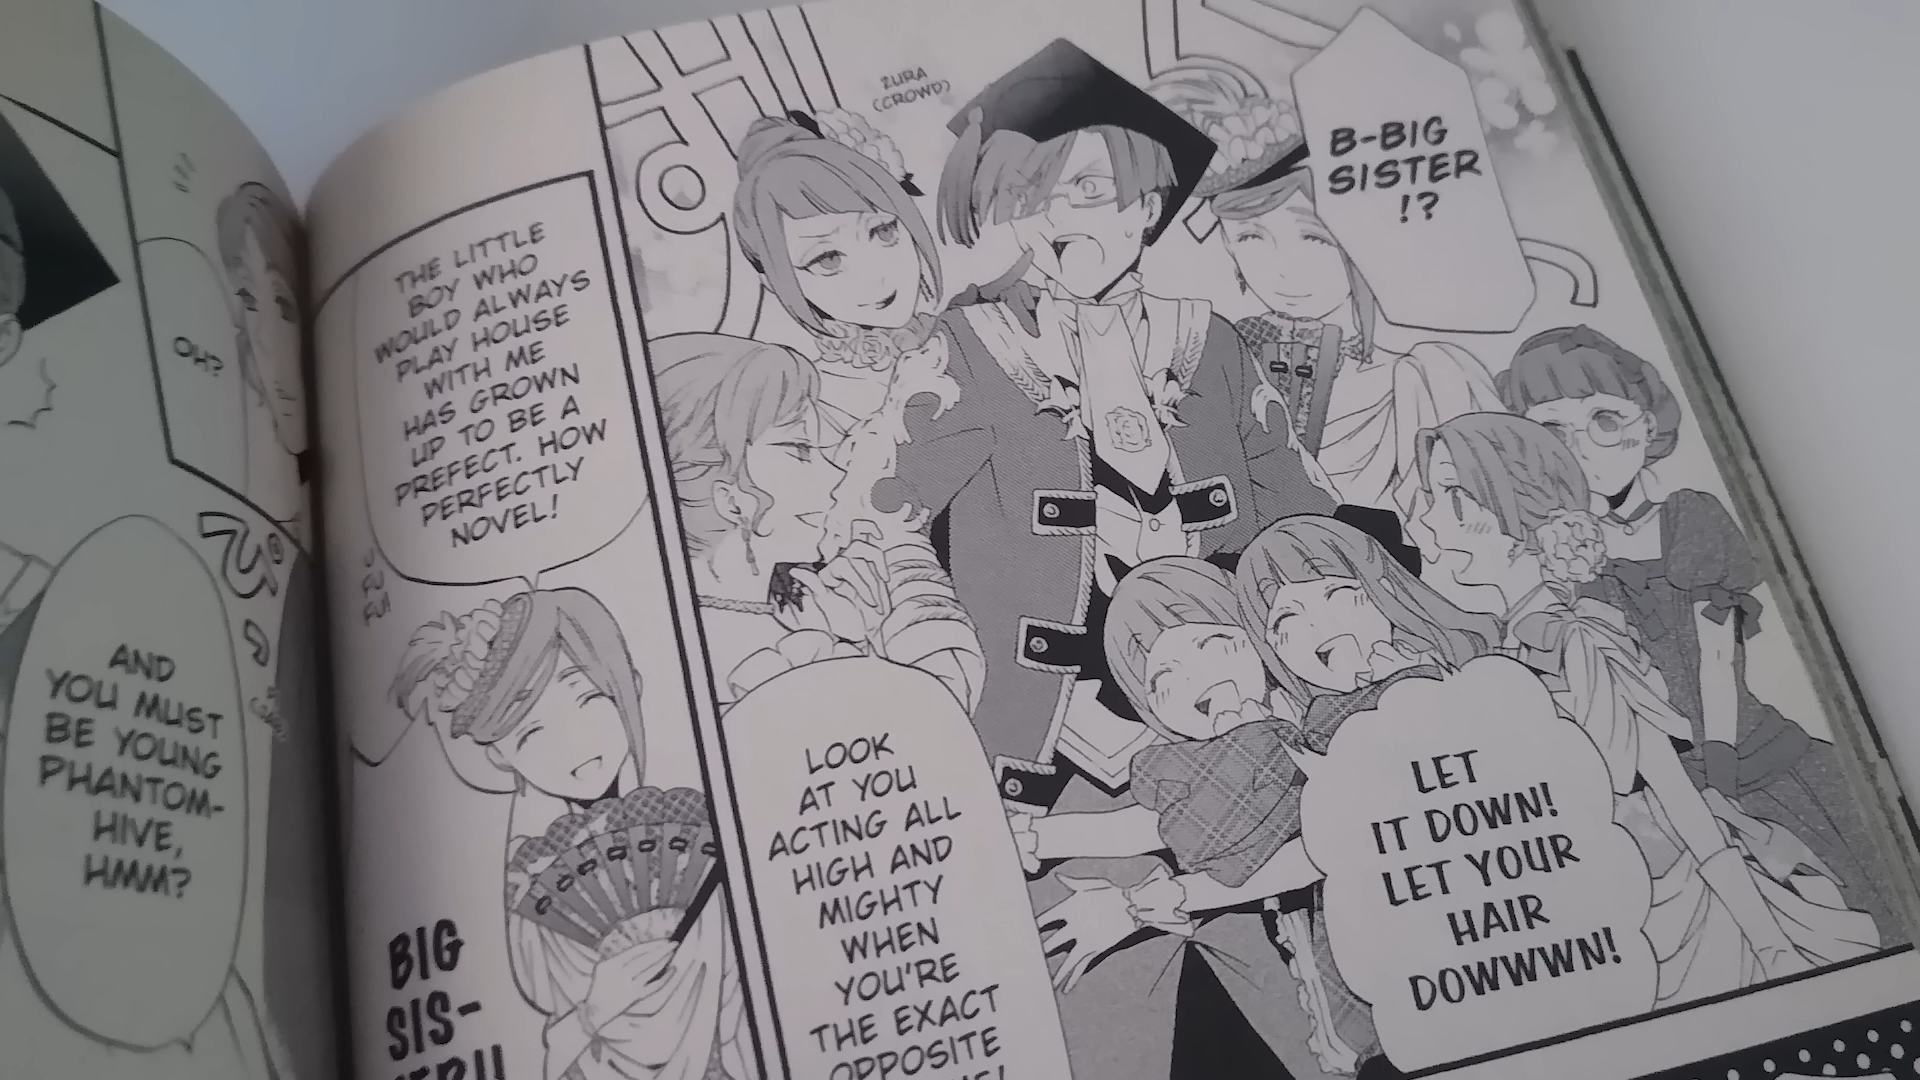 OH?
AND
YOU MUST
BE YOUNG
PHANTOM-
HIVE,
HMM?
THE LITTLE
BOY WHO
WOULD ALWAYS
PLAY HOUSE
WITH ME
HAS GROWN
UP TO BE A
PREFECT. HOW
PERFECTLY
NOVEL!
BIG
SIS-
ZURA
(CROWD)
B-BIG
SISTER
!?
LOOK
AT YOU
ACTING ALL
HIGH AND
MIGHTY
WHEN
YOU'RE
THE EXACT
OPPOSITE
LET
IT DOWN!
LET YOUR
HAIR
DOWWWN!